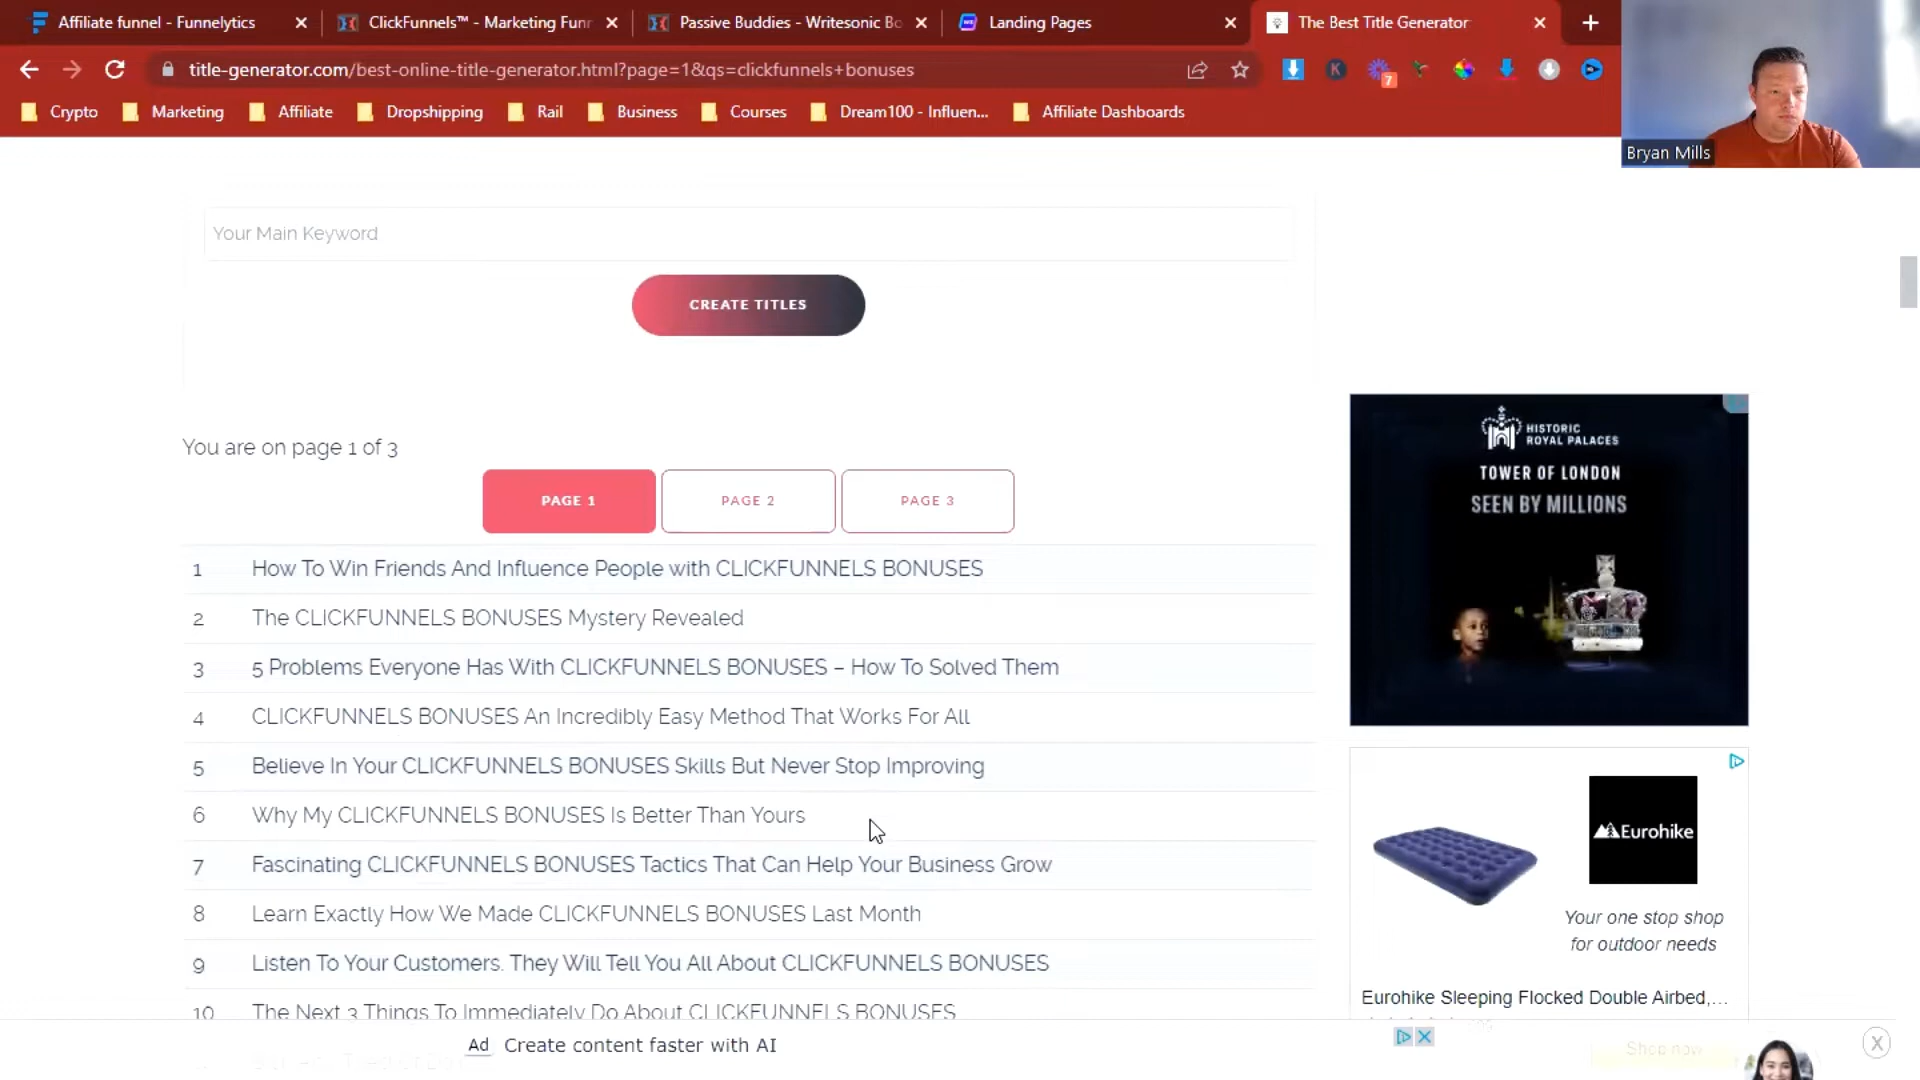 Affiliate funnel - Funnelytics
ClickFunnels™ - Marketing Funn
Passive Buddies - Writesonic Bo
Landing Pages
The Best Title Generator
title-generator.com/best-online-title-generator.html?page=1&qs=clickfunnels+bonuses
7
Crypto
Marketing
Affiliate
Dropshipping
Rail
Business
Courses
Dream100 - Influen...
Affiliate Dashboards
Bryan Mills
Your Main Keyword
CREATE TITLES
You are on page 1 of 3
PAGE 1
PAGE 2
PAGE 3
1 How To Win Friends And Influence People with CLICKFUNNELS BONUSES
2 The CLICKFUNNELS BONUSES Mystery Revealed
3 5 Problems Everyone Has With CLICKFUNNELS BONUSES – How To Solved Them
4 CLICKFUNNELS BONUSES An Incredibly Easy Method That Works For All
5 Believe In Your CLICKFUNNELS BONUSES Skills But Never Stop Improving
6 Why My CLICKFUNNELS BONUSES Is Better Than Yours
7 Fascinating CLICKFUNNELS BONUSES Tactics That Can Help Your Business Grow
8 Learn Exactly How We Made CLICKFUNNELS BONUSES Last Month
9 Listen To Your Customers. They Will Tell You All About CLICKFUNNELS BONUSES
10 The Next 3 Things To Immediately Do About CLICKFUNNELS BONUSES
HISTORIC
ROYAL PALACES
TOWER OF LONDON
SEEN BY MILLIONS
Eurohike
Your one stop shop
for outdoor needs
Eurohike Sleeping Flocked Double Airbed,...
Shop now
Ad Create content faster with AI
X